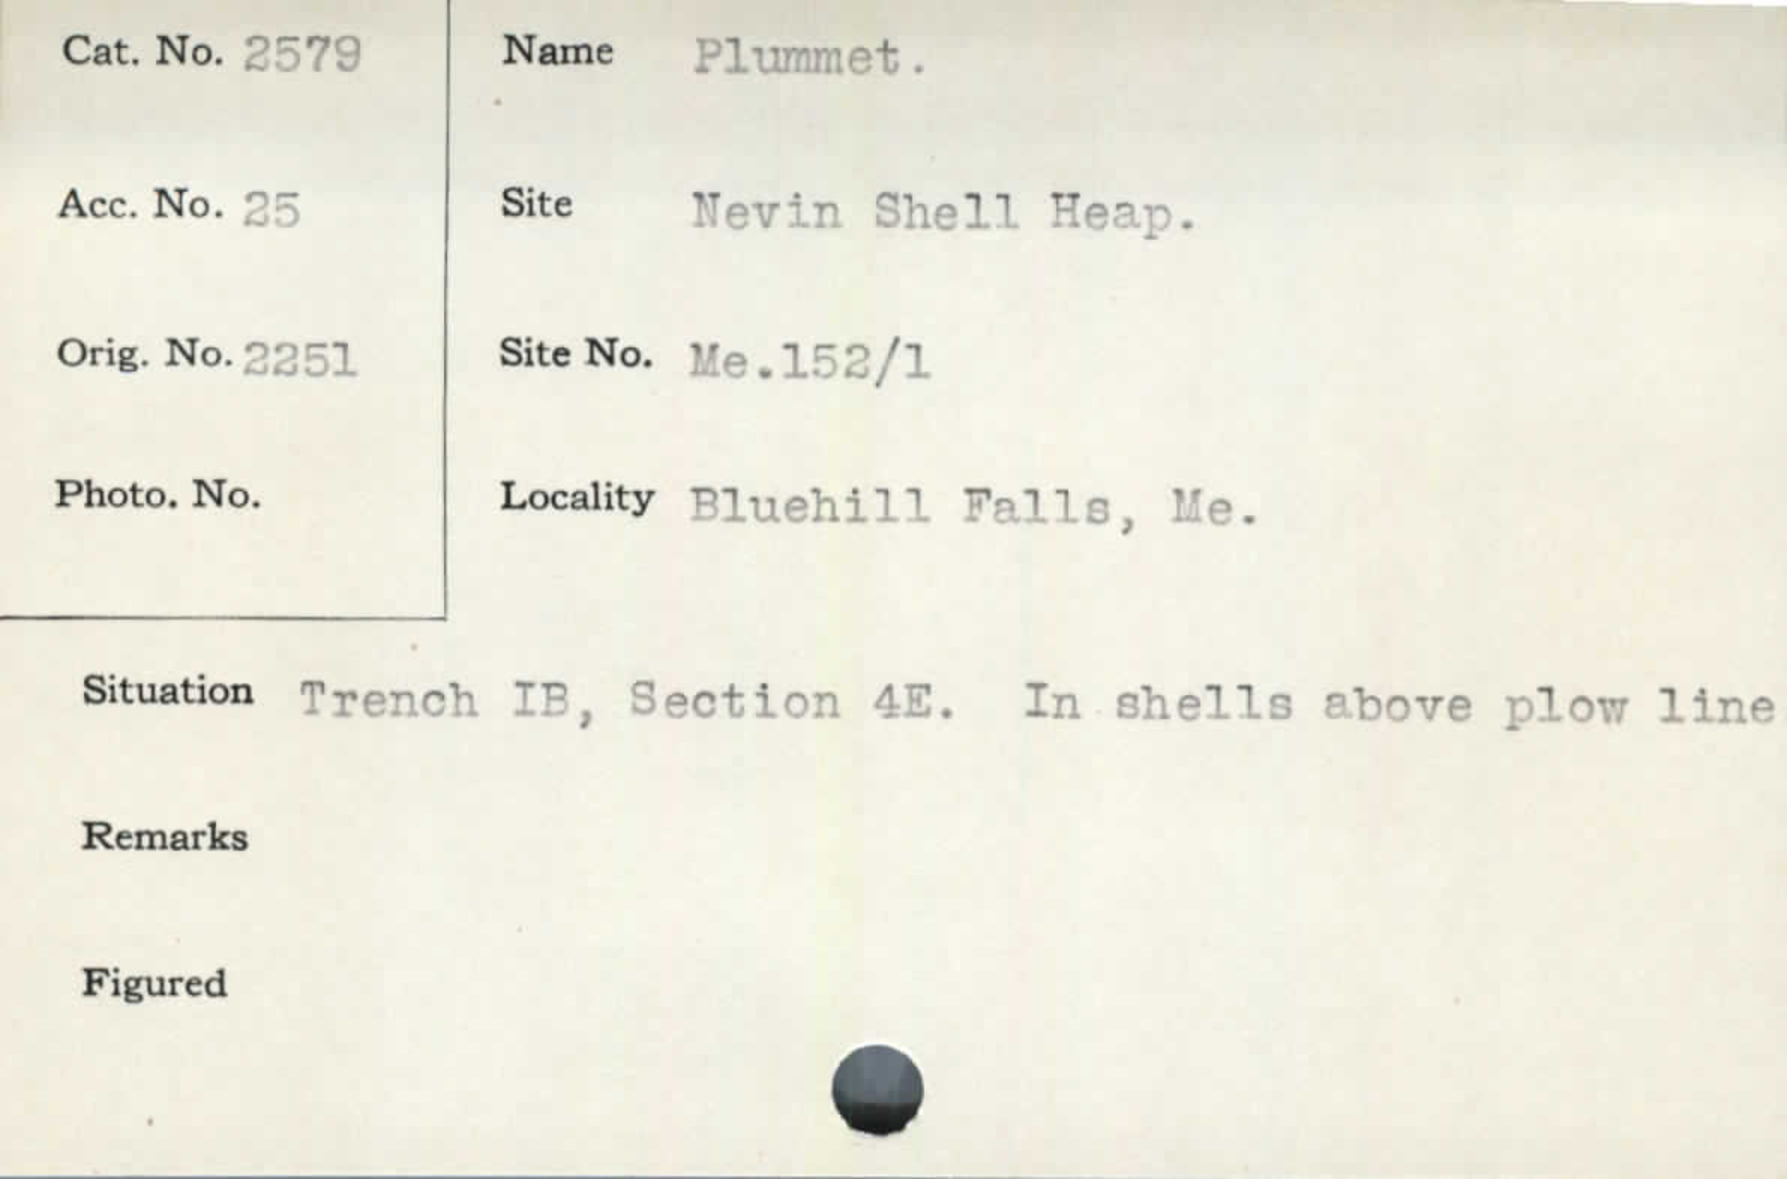 Cat. No. 2579
Name Plummet.
Acc. No. 25
Site Nevin Shell Heap.
Orig. No. 2251
Site No. Me.152/1
Photo. No.
Locality Bluehill Falls, Me.
Situation Trench IB, Section 4E. In shells above plow line
Remarks
Figured